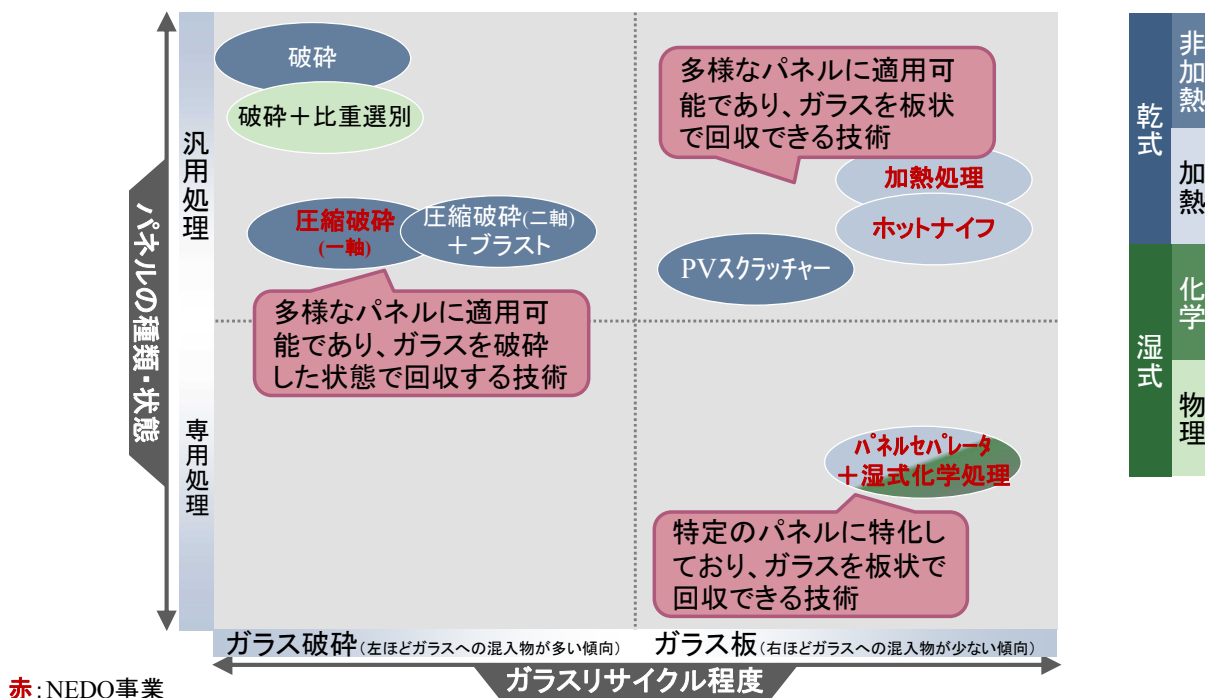 破砕
破砕＋比重選別
多様なパネルに適用可
能であり、ガラスを板状
で回収できる技術
加熱処理
ホットナイフ
圧縮破砕
(一軸)
圧縮破砕(二軸)
＋ブラスト
PVスクラッチャー
多様なパネルに適用可
能であり、ガラスを破砕
した状態で回収する技術
パネルセパレータ
＋湿式化学処理
特定のパネルに特化し
ており、ガラスを板状で
回収できる技術
汎用処理
専用処理
パネルの種類・状態
ガラス破砕(左ほどガラスへの混入物が多い傾向)
ガラス板(右ほどガラスへの混入物が少ない傾向)
ガラスリサイクル程度
赤:NEDO事業
乾式
非加熱
加熱
湿式
化学
物理